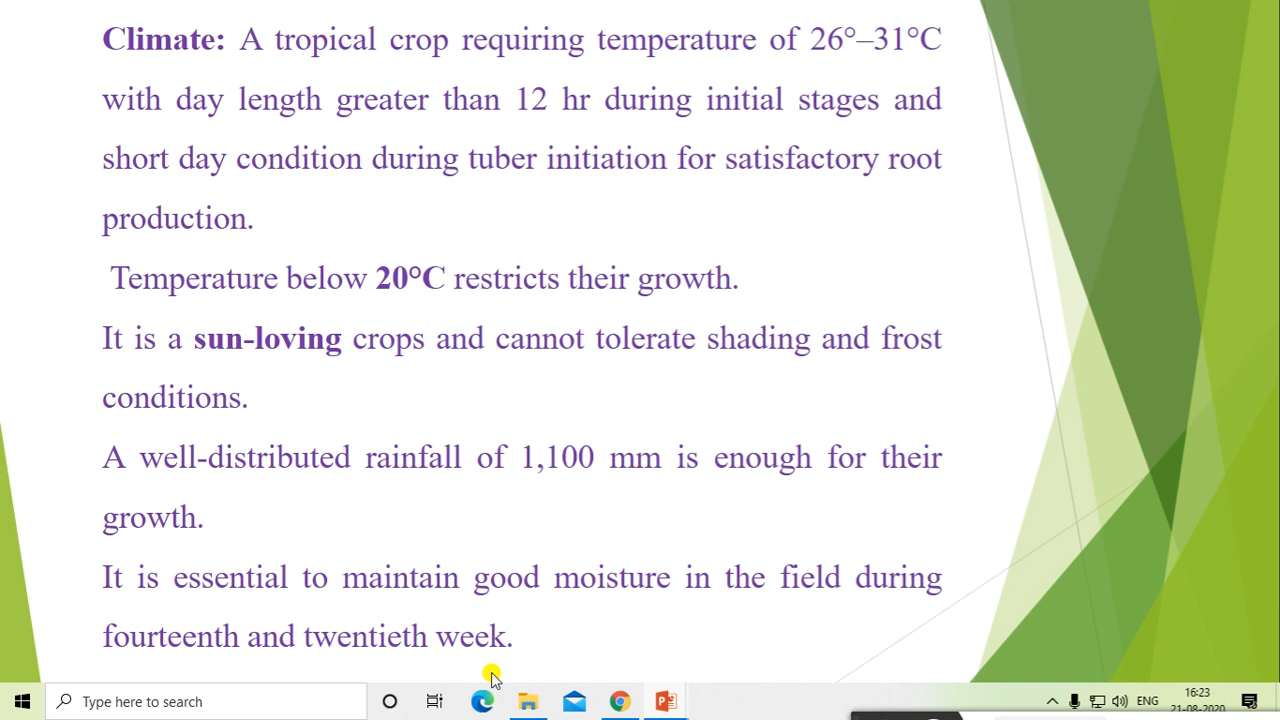 Climate: A tropical crop requiring temperature of 26°–31°C
with day length greater than 12 hr during initial stages and
short day condition during tuber initiation for satisfactory root
production.
Temperature below 20°C restricts their growth.
It is a sun-loving crops and cannot tolerate shading and frost
conditions.
A well-distributed rainfall of 1,100 mm is enough for their
growth.
It is essential to maintain good moisture in the field during
fourteenth and twentieth week.
Type here to search
ENG
16:23
21-08-2020